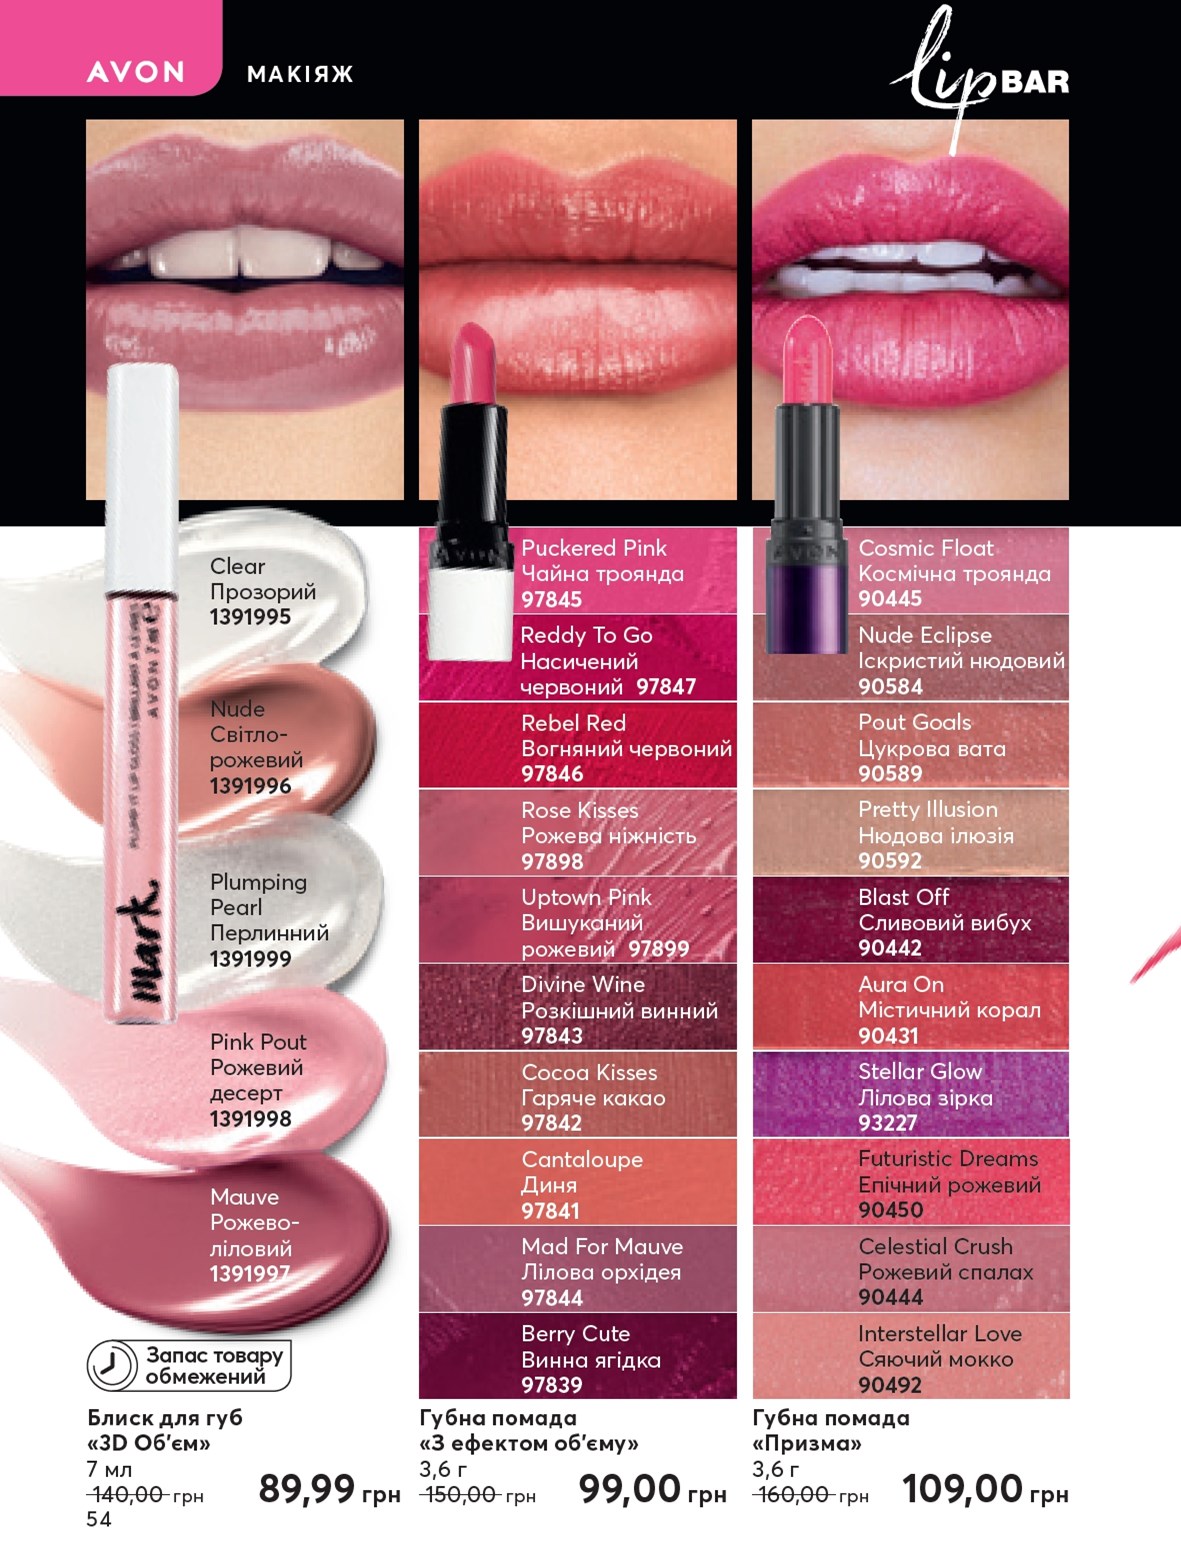 AVON
МАКІЯЖ
Lip BAR
Clear
Прозорий
1391995
Nude
Світло-
рожевий
1391996
Plumping
Pearl
Перлинний
1391999
Pink Pout
Рожевий
десерт
1391998
Mauve
Рожево-
ліловий
1391997
mark.
Запас товару
обмежений
Блиск для губ
«3D Об'єм»
7 мл
140,00 грн 89,99 грн
AVON
Puckered Pink
Чайна троянда
97845
Reddy To Go
Насичений
червоний 97847
Rebel Red
Вогняний червоний
97846
Rose Kisses
Рожева ніжність
97898
Uptown Pink
Вишуканий
рожевий 97899
Divine Wine
Розкішний винний
97843
Cocoa Kisses
Гаряче какао
97842
Cantaloupe
Диня
97841
Mad For Mauve
Лілова орхідея
97844
Berry Cute
Винна ягідка
97839
Губна помада
«З ефектом об'єму»
3,6 г
150,00 грн 99,00 грн
AVON
Cosmic Float
Космічна троянда
90445
Nude Eclipse
Іскристий нюдовий
90584
Pout Goals
Цукрова вата
90589
Pretty Illusion
Нюдова ілюзія
90592
Blast Off
Сливовий вибух
90442
Aura On
Містичний корал
90431
Stellar Glow
Лілова зірка
93227
Futuristic Dreams
Епічний рожевий
90450
Celestial Crush
Рожевий спалах
90444
Interstellar Love
Сяючий мокко
90492
Губна помада
«Призма»
3,6 г
160,00 грн 109,00 грн
54